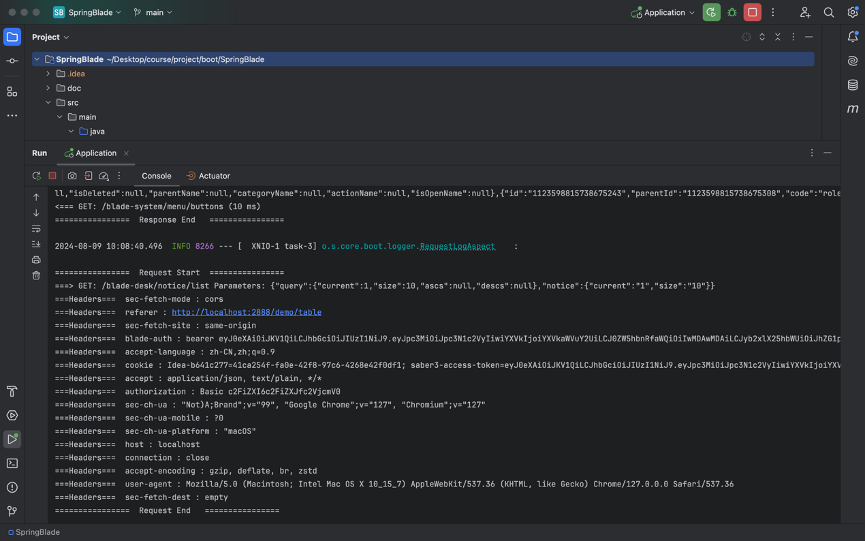 SB SpringBlade main Application
Project
SpringBlade ~/Desktop/course/project/boot/SpringBlade
.idea
doc
src
main
java
Run Application
Console Actuator
ll,"isDeleted":null,"parentName":null,"categoryName":null,"actionName":null,"isOpenName":null},{"id":"1123598815738675243","parentId":"1123598815738675308","code":"role
<=== GET: /blade-system/menu/buttons (10 ms)
================  Response End   ================
2024-08-09 10:08:40.496  INFO 8266 --- [  XNIO-1 task-3] o.s.core.boot.logger.RequestLogAspect    :
================  Request Start  ================
===> GET: /blade-desk/notice/list Parameters: {"query":{"current":1,"size":10,"ascs":null,"descs":null},"notice":{"current":"1","size":"10"}}
===Headers===  sec-fetch-mode : cors
===Headers===  referer : http://localhost:2888/demo/table
===Headers===  sec-fetch-site : same-origin
===Headers===  blade-auth : bearer
===Headers===  accept-language : zh-CN,zh;q=0.9
===Headers===  cookie : Idea-b641c277=41ca254f-fa0e-42f8-97c6-4268e42f0df1;
===Headers===  accept : application/json, text/plain, */*
===Headers===  authorization : Basic c2FiZXI6c2FiZXJfc2VjcmV0
===Headers===  sec-ch-ua : "Not)A;Brand";v="99", "Google Chrome";v="127", "Chromium";v="127"
===Headers===  sec-ch-ua-mobile : ?0
===Headers===  sec-ch-ua-platform : "macOS"
===Headers===  host : localhost
===Headers===  connection : close
===Headers===  accept-encoding : gzip, deflate, br, zstd
===Headers===  user-agent : Mozilla/5.0 (Macintosh; Intel Mac OS X 10_15_7) AppleWebKit/537.36 (KHTML, like Gecko) Chrome/127.0.0.0 Safari/537.36
===Headers===  sec-fetch-dest : empty
================  Request End   ================
SpringBlade